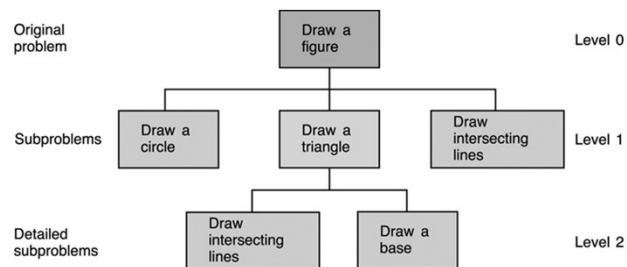 Original
problem
Draw a
figure
Level 0
Subproblems
Draw a
circle
Draw a
triangle
Draw
intersecting
lines
Level 1
Detailed
subproblems
Draw
intersecting
lines
Draw a
base
Level 2